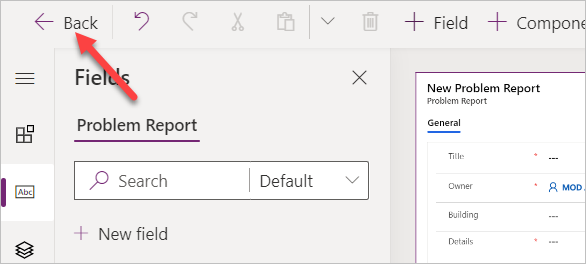 Back
Field
Compone
Fields
Problem Report
Search
Default
New field
Abc
New Problem Report
Problem Report
General
Title * ---
Owner * MOD
Building ---
Details * ---